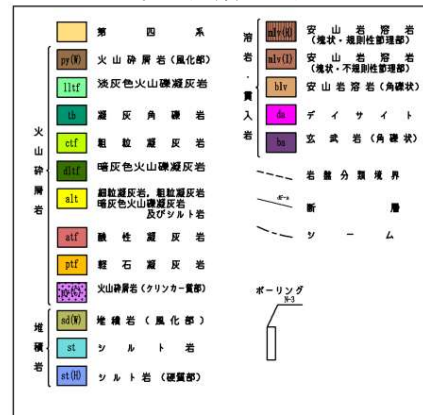 第四系
火山砕屑岩
py(W) 火山砕屑岩(風化部)
lltf 淡灰色火山礫凝灰岩
tb 凝灰角礫岩
ctf 粗粒凝灰岩
dltf 暗灰色火山礫凝灰岩
alt 細粒凝灰岩，粗粒凝灰岩
暗灰色火山礫凝灰岩
及びシルト岩
atf 酸性凝灰岩
ptf 軽石凝灰岩
火山砕屑岩(クリンカー質部)
堆積岩
sd(W) 堆積岩(風化部)
st シルト岩
st(H) シルト岩(硬質部)
溶岩・貫入岩
mlv(H) 安山岩溶岩
(塊状・規則性節理部)
mlv(I) 安山岩溶岩
(塊状・不規則性節理部)
blv 安山岩溶岩(角礫状)
da デイサイト
ba 玄武岩(角礫状)
岩盤分類境界
断層
シーム
ボーリング
N-3